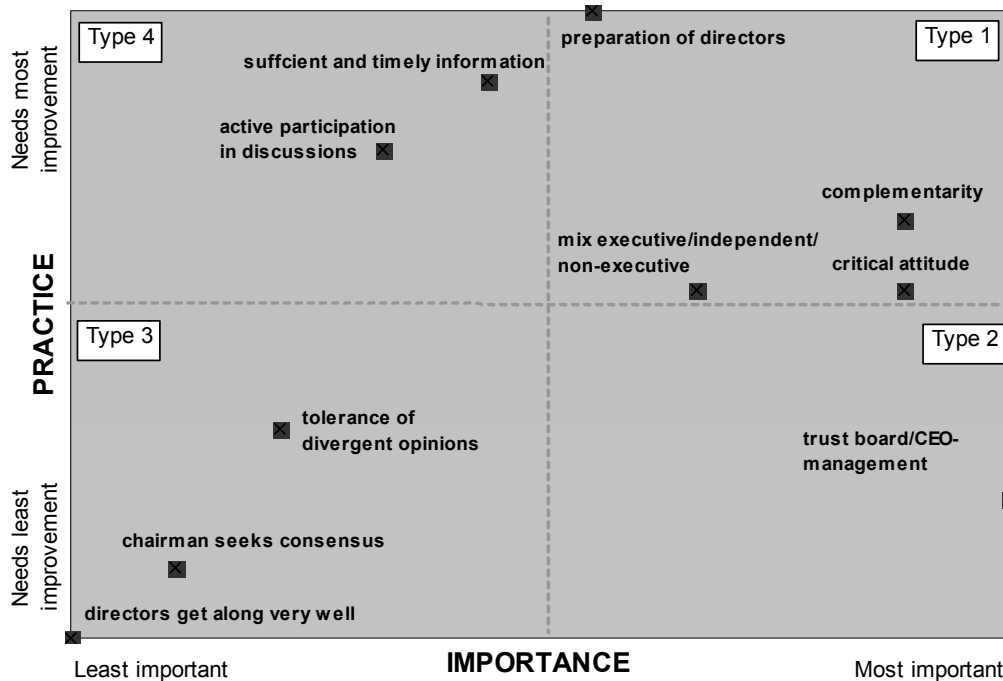 Type 4
Type 1
preparation of directors
suffcient and timely information
Needs most
improvement
active participation
in discussions
complementarity
mix executive/independent/
non-executive
critical attitude
PRACTICE
Type 3
Type 2
tolerance of
divergent opinions
trust board/CEO-
management
Needs least
improvement
chairman seeks consensus
directors get along very well
Least important
IMPORTANCE
Most important